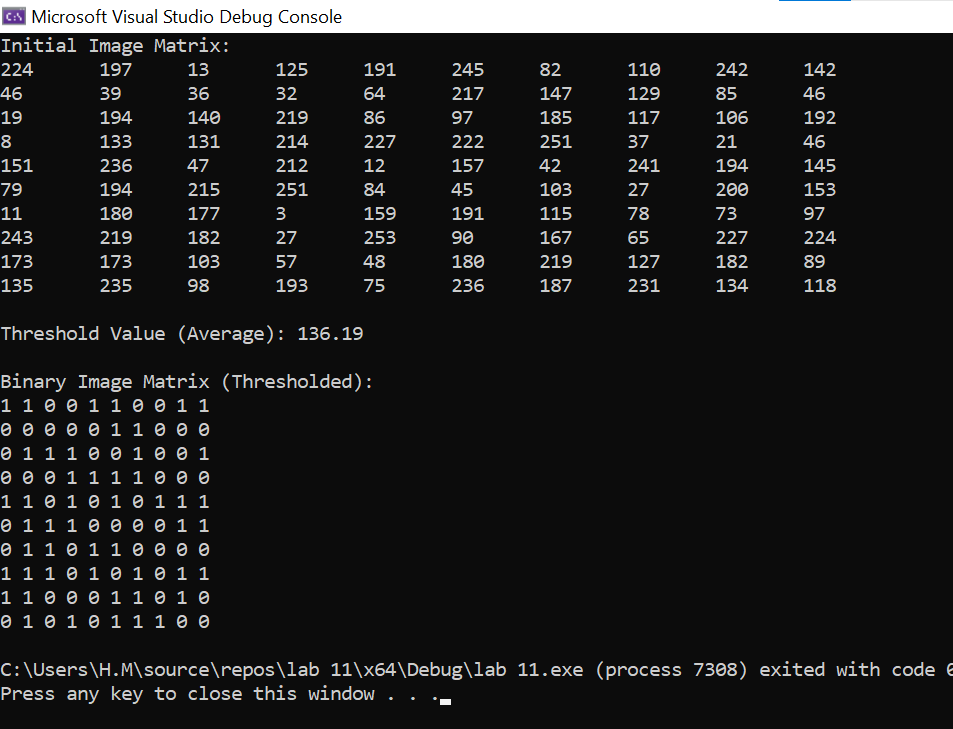 Microsoft Visual Studio Debug Console
Initial Image Matrix:
224 197 13 125 191 245 82 110 242 142
46 39 36 32 64 217 147 129 85 46
19 194 140 219 86 97 185 117 106 192
8 133 131 214 227 222 251 37 21 46
151 236 47 212 12 157 42 241 194 145
79 194 215 251 84 45 103 27 200 153
11 180 177 3 159 191 115 78 73 97
243 219 182 27 253 90 167 65 227 224
173 173 103 57 48 180 219 127 182 89
135 235 98 193 75 236 187 231 134 118
Threshold Value (Average): 136.19
Binary Image Matrix (Thresholded):
1 1 0 0 1 1 0 0 1 1
0 0 0 0 0 1 1 0 0 0
0 1 1 1 0 0 1 0 0 1
0 0 0 1 1 1 1 0 0 0
1 1 0 1 0 1 0 1 1 1
0 1 1 1 0 0 0 0 1 1
0 1 1 0 1 1 0 0 0 0
1 1 1 0 1 0 1 0 1 1
1 1 0 0 0 1 1 0 1 0
0 1 0 1 0 1 1 1 0 0
C:\Users\H.M\source\repos\lab 11\x64\Debug\lab 11.exe (process 7308) exited with code 0
Press any key to close this window . . .